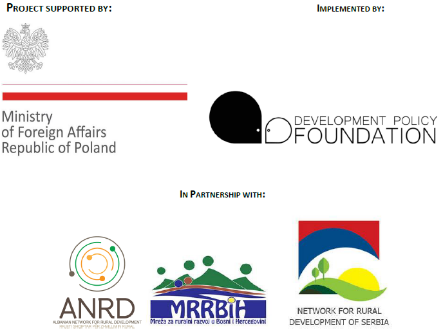 PROJECT SUPPORTED BY:
IMPLEMENTED BY:
Ministry
of Foreign Affairs
Republic of Poland
DEVELOPMENT POLICY
FOUNDATION
IN PARTNERSHIP WITH:
ANRD
ALBANIAN NETWORK FOR RURAL DEVELOPMENT
MRRBiH
Mreža za ruralni razvoj u Bosni i Hercegovini
NETWORK FOR RURAL
DEVELOPMENT OF SERBIA